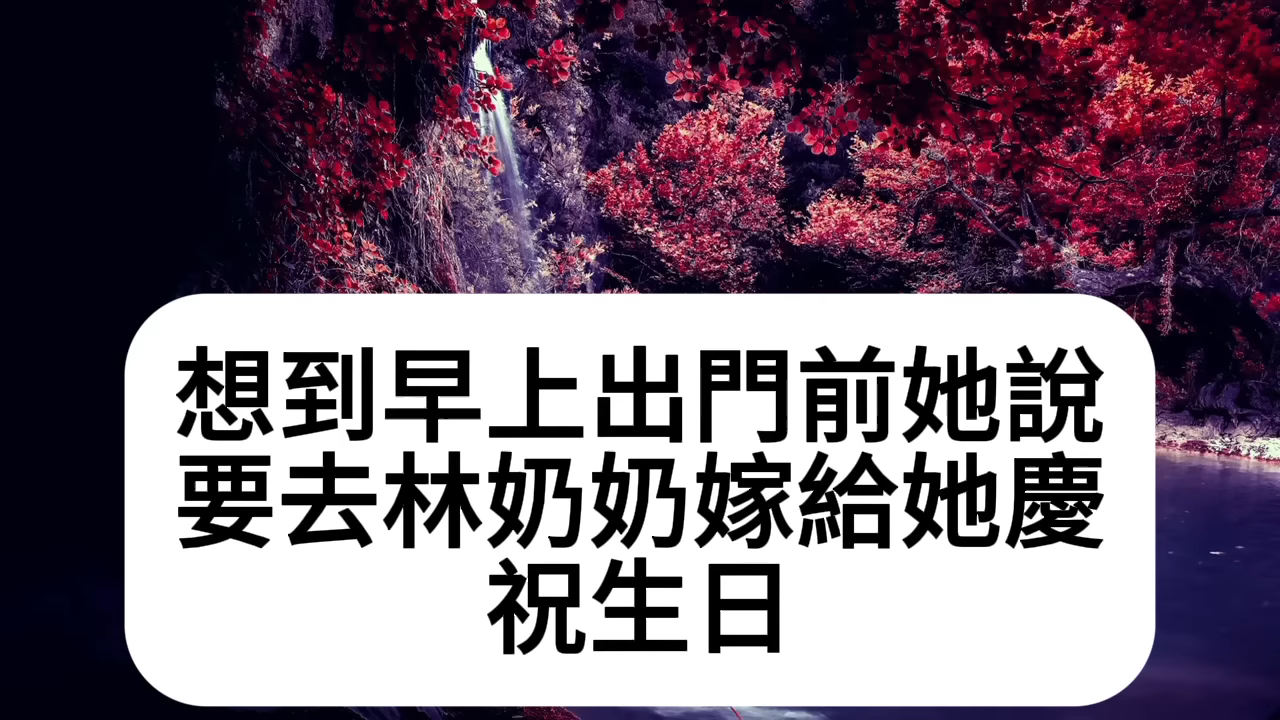 想到早上出門前她說
要去林奶奶嫁給她慶
祝生日